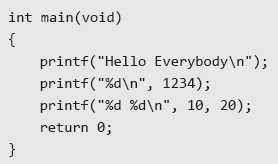 int main(void)
{
    printf("Hello Everybody\n");
    printf("%d\n", 1234);
    printf("%d %d\n", 10, 20);
    return 0;
}